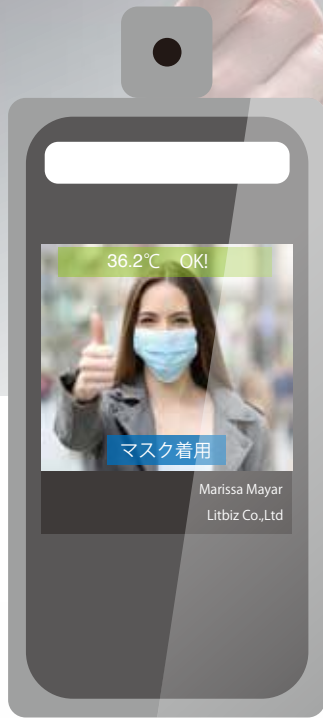 36.2℃ OK!
マスク着用
Marissa Mayar
Litbiz Co.,Ltd